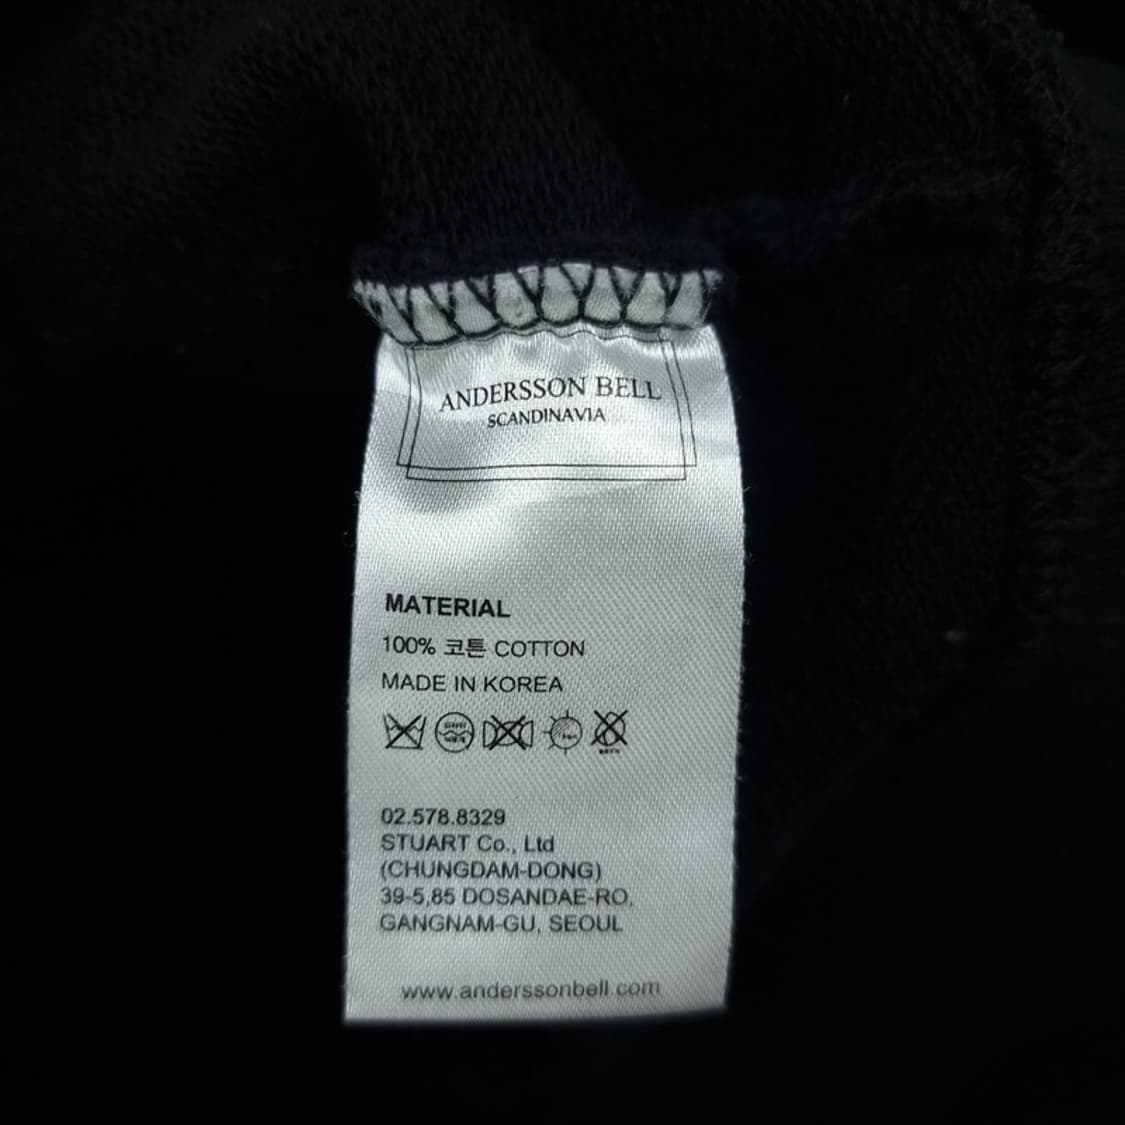 ANDERSSON BELL
SCANDINAVIA
MATERIAL
100% 코튼 COTTON
MADE IN KOREA
02.578.8329
STUART Co., Ltd
(CHUNGDAM-DONG)
39-5,85 DOSANDAE-RO,
GANGNAM-GU, SEOUL
www.anderssonbell.com